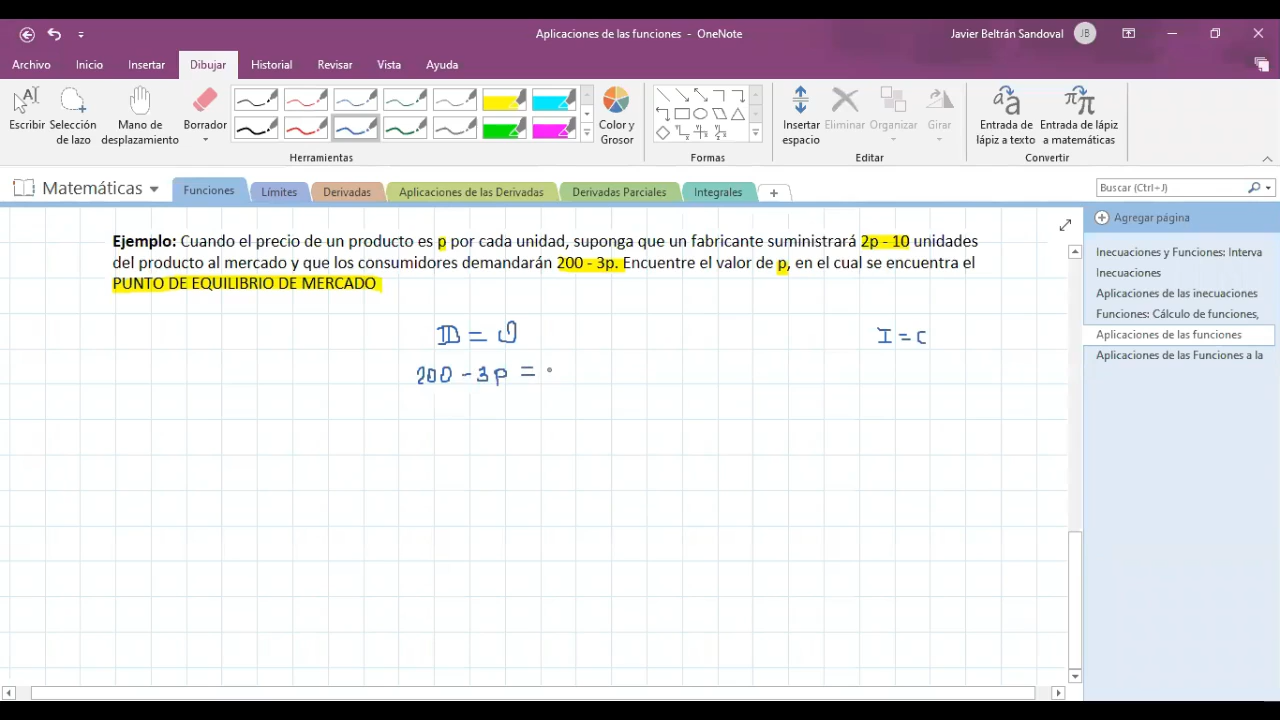 Aplicaciones de las funciones - OneNote
Javier Beltrán Sandoval JB
Archivo Inicio Insertar Dibujar Historial Revisar Vista Ayuda
Escribir Selección de lazo Mano de desplazamiento Borrador Color y Grosor Insertar espacio Eliminar Organizar Girar Entrada de lápiz a texto Entrada de lápiz a matemáticas
Herramientas Formas Editar Convertir
Matemáticas Funciones Límites Derivadas Aplicaciones de las Derivadas Derivadas Parciales Integrales Buscar (Ctrl+J)
Ejemplo: Cuando el precio de un producto es p por cada unidad, suponga que un fabricante suministrará 2p - 10 unidades
del producto al mercado y que los consumidores demandarán 200 - 3p. Encuentre el valor de p, en el cual se encuentra el
PUNTO DE EQUILIBRIO DE MERCADO
D = O
I = C
200 - 3p =
Agregar página
Inecuaciones y Funciones: Interva
Inecuaciones
Aplicaciones de las inecuaciones
Funciones: Cálculo de funciones,
Aplicaciones de las funciones
Aplicaciones de las Funciones a la